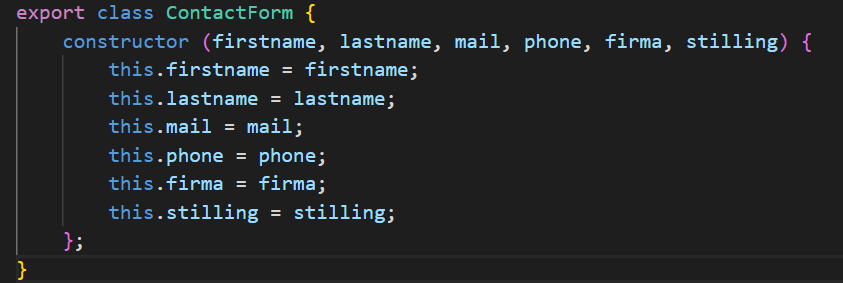 export class ContactForm {
    constructor (firstname, lastname, mail, phone, firma, stilling) {
        this.firstname = firstname;
        this.lastname = lastname;
        this.mail = mail;
        this.phone = phone;
        this.firma = firma;
        this.stilling = stilling;
    };
}